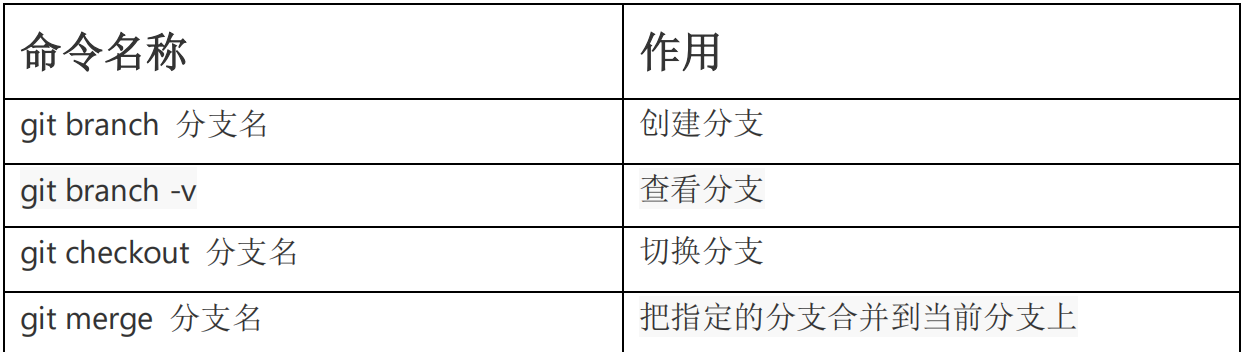 命令名称 作用
git branch 分支名 创建分支
git branch -v 查看分支
git checkout 分支名 切换分支
git merge 分支名 把指定的分支合并到当前分支上